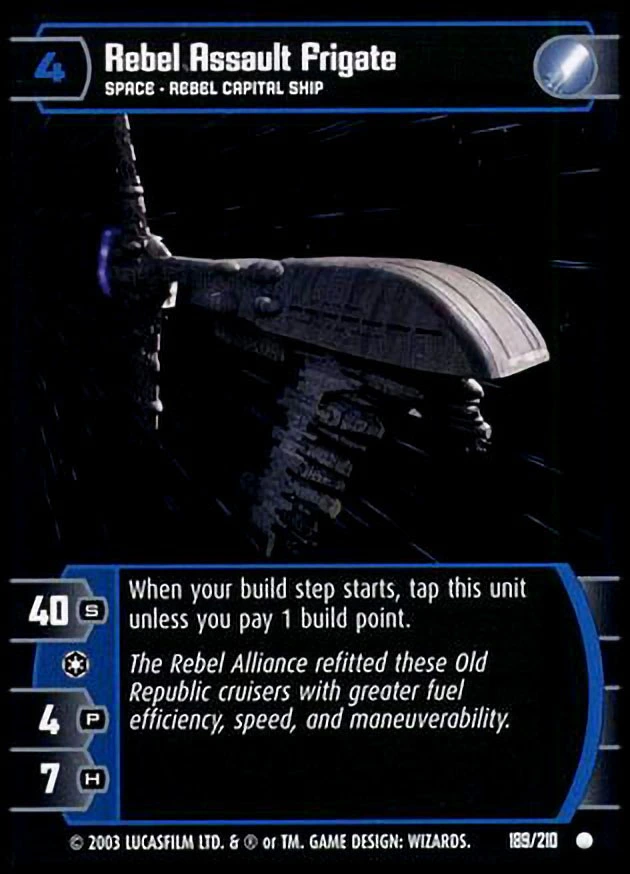 4
Rebel Assault Frigate
SPACE · REBEL CAPITAL SHIP
When your build step starts, tap this unit
unless you pay 1 build point.
The Rebel Alliance refitted these Old
Republic cruisers with greater fuel
efficiency, speed, and maneuverability.
40 S
4 P
7 H
© 2003 LUCASFILM LTD. & ® or TM. GAME DESIGN: WIZARDS.
189/210